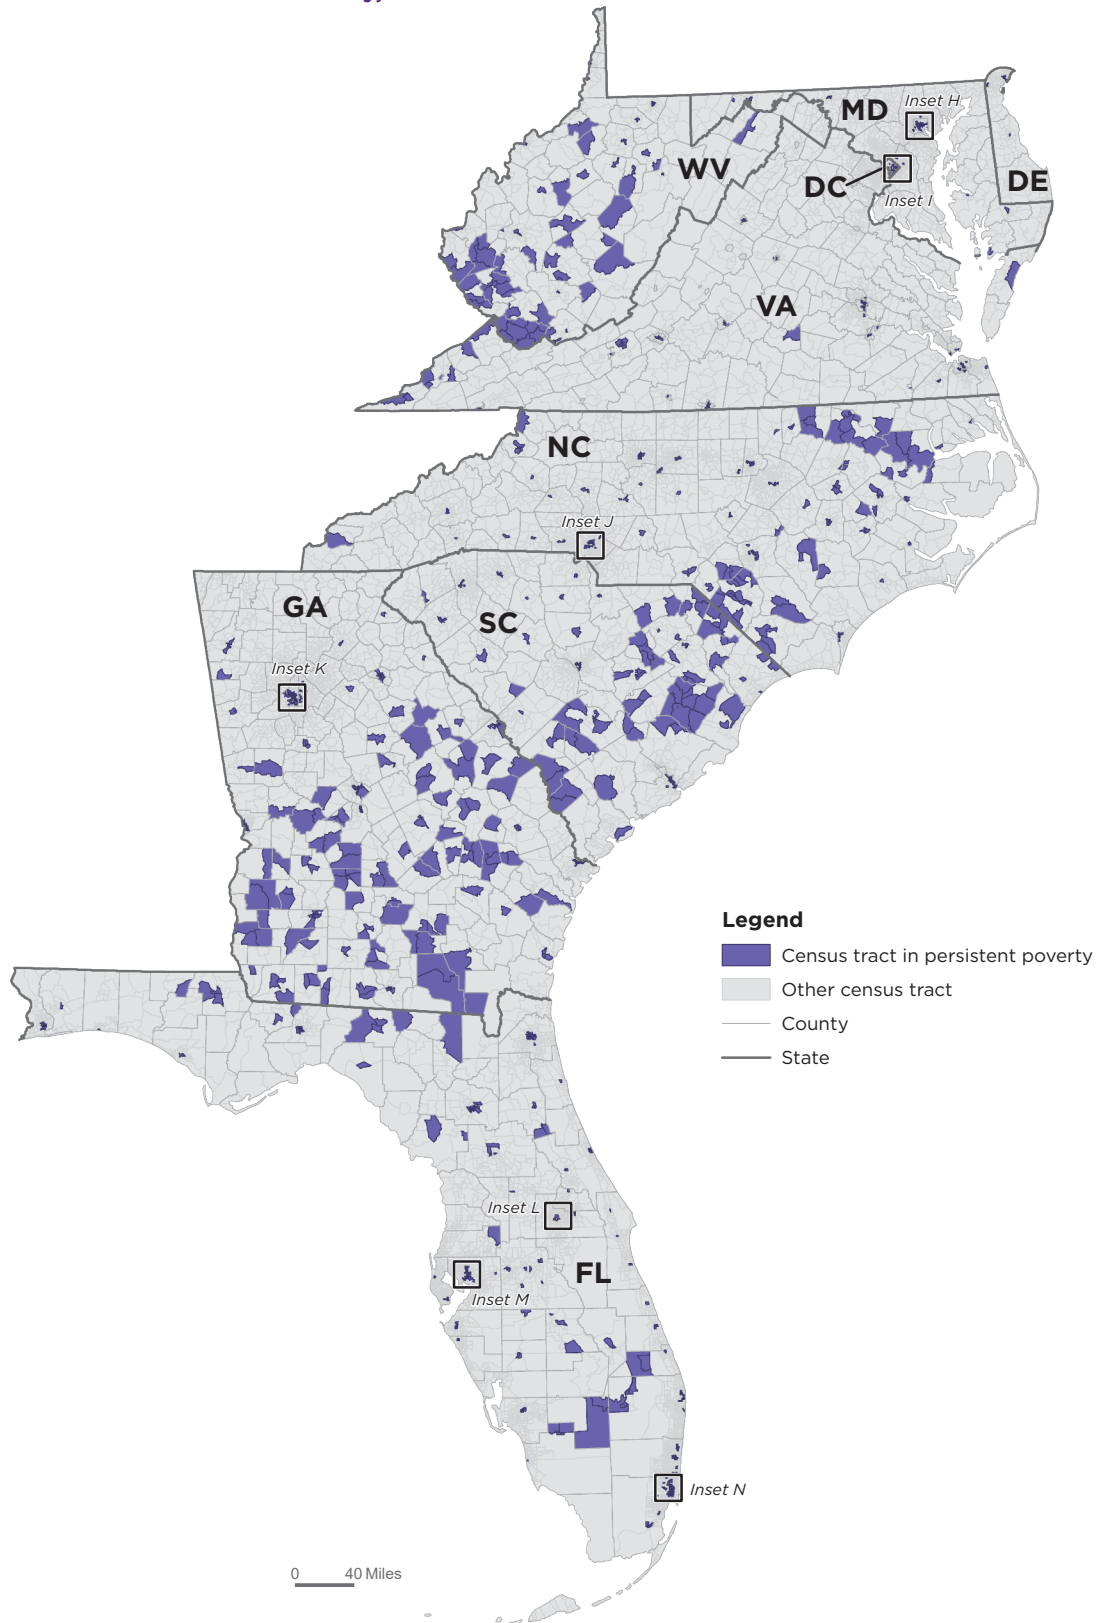 MD
Inset H
WV
DC
DE
Inset I
VA
NC
Inset J
GA
SC
Inset K
Legend
Census tract in persistent poverty
Other census tract
County
State
Inset L
FL
Inset M
Inset N
0 40 Miles